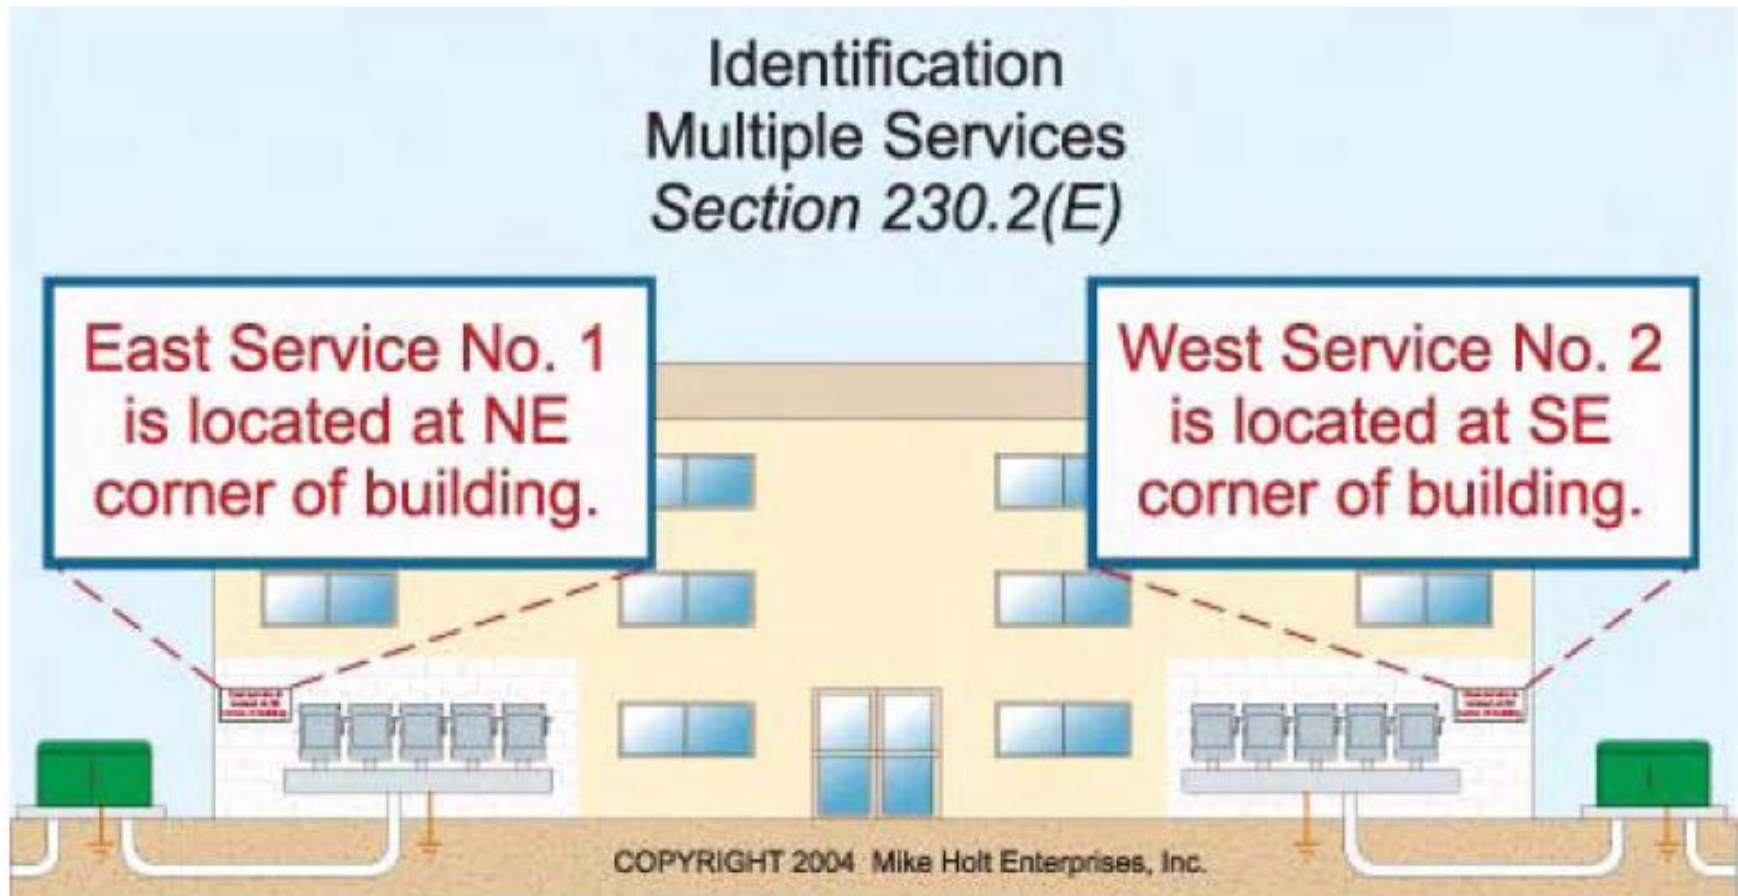 Identification
Multiple Services
Section 230.2(E)
East Service No. 1
is located at NE
corner of building.
West Service No. 2
is located at SE
corner of building.
COPYRIGHT 2004 Mike Holt Enterprises, Inc.